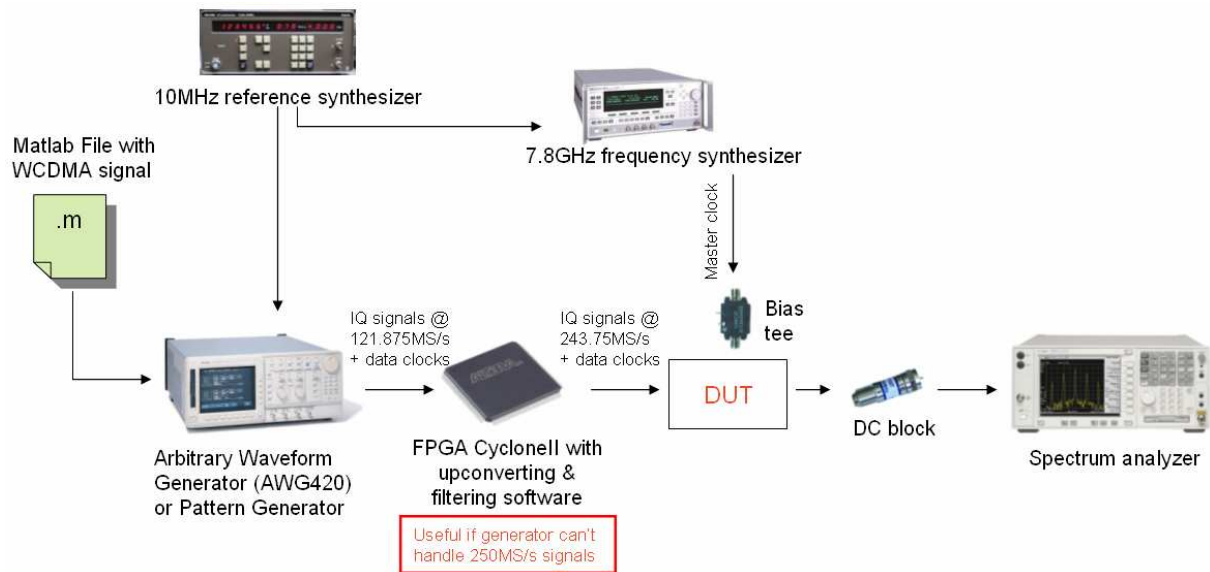 10MHz reference synthesizer
7.8GHz frequency synthesizer
Matlab File with
WCDMA signal
.m
Master clock
Bias
tee
IQ signals @
121.875MS/s
+ data clocks
IQ signals @
243.75MS/s
+ data clocks
DUT
DC block
Spectrum analyzer
Arbitrary Waveform
Generator (AWG420)
or Pattern Generator
FPGA CycloneII with
upconverting &
filtering software
Useful if generator can't
handle 250MS/s signals